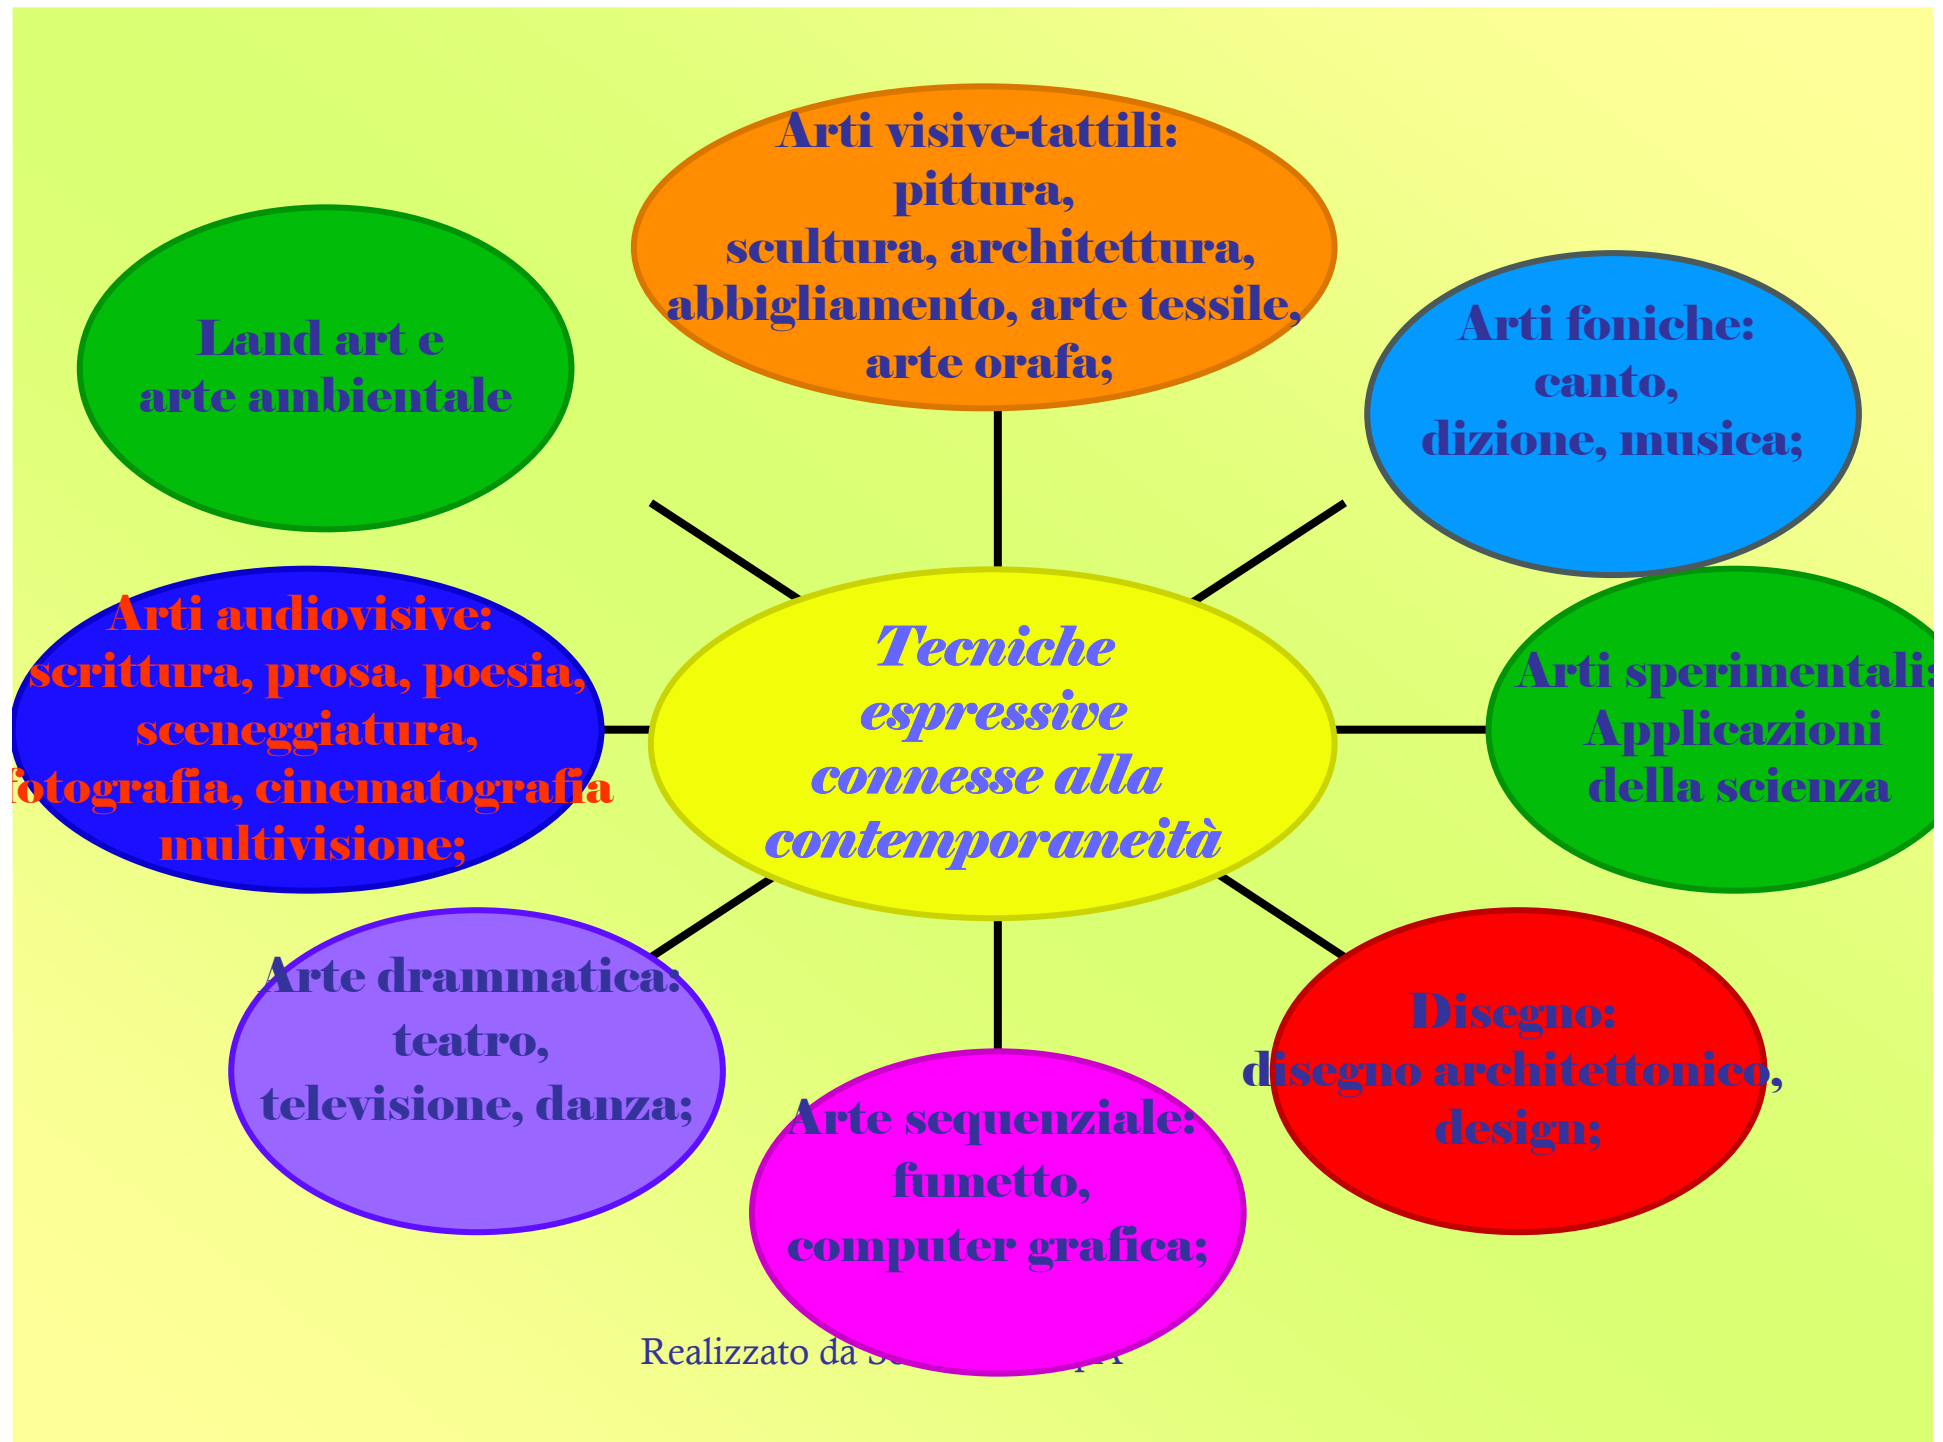 Arti visive-tattili:
pittura,
scultura, architettura,
abbigliamento, arte tessile,
arte orafa;
Land art e
arte ambientale
Arti foniche:
canto,
dizione, musica;
Arti audiovisive:
scrittura, prosa, poesia,
sceneggiatura,
fotografia, cinematografia
multivisione;
Tecniche
espressive
connesse alla
contemporaneità
Arti sperimentali:
Applicazioni
della scienza
Arte drammatica:
teatro,
televisione, danza;
Disegno:
disegno architettonico,
design;
Arte sequenziale:
fumetto,
computer grafica;
Realizzato da